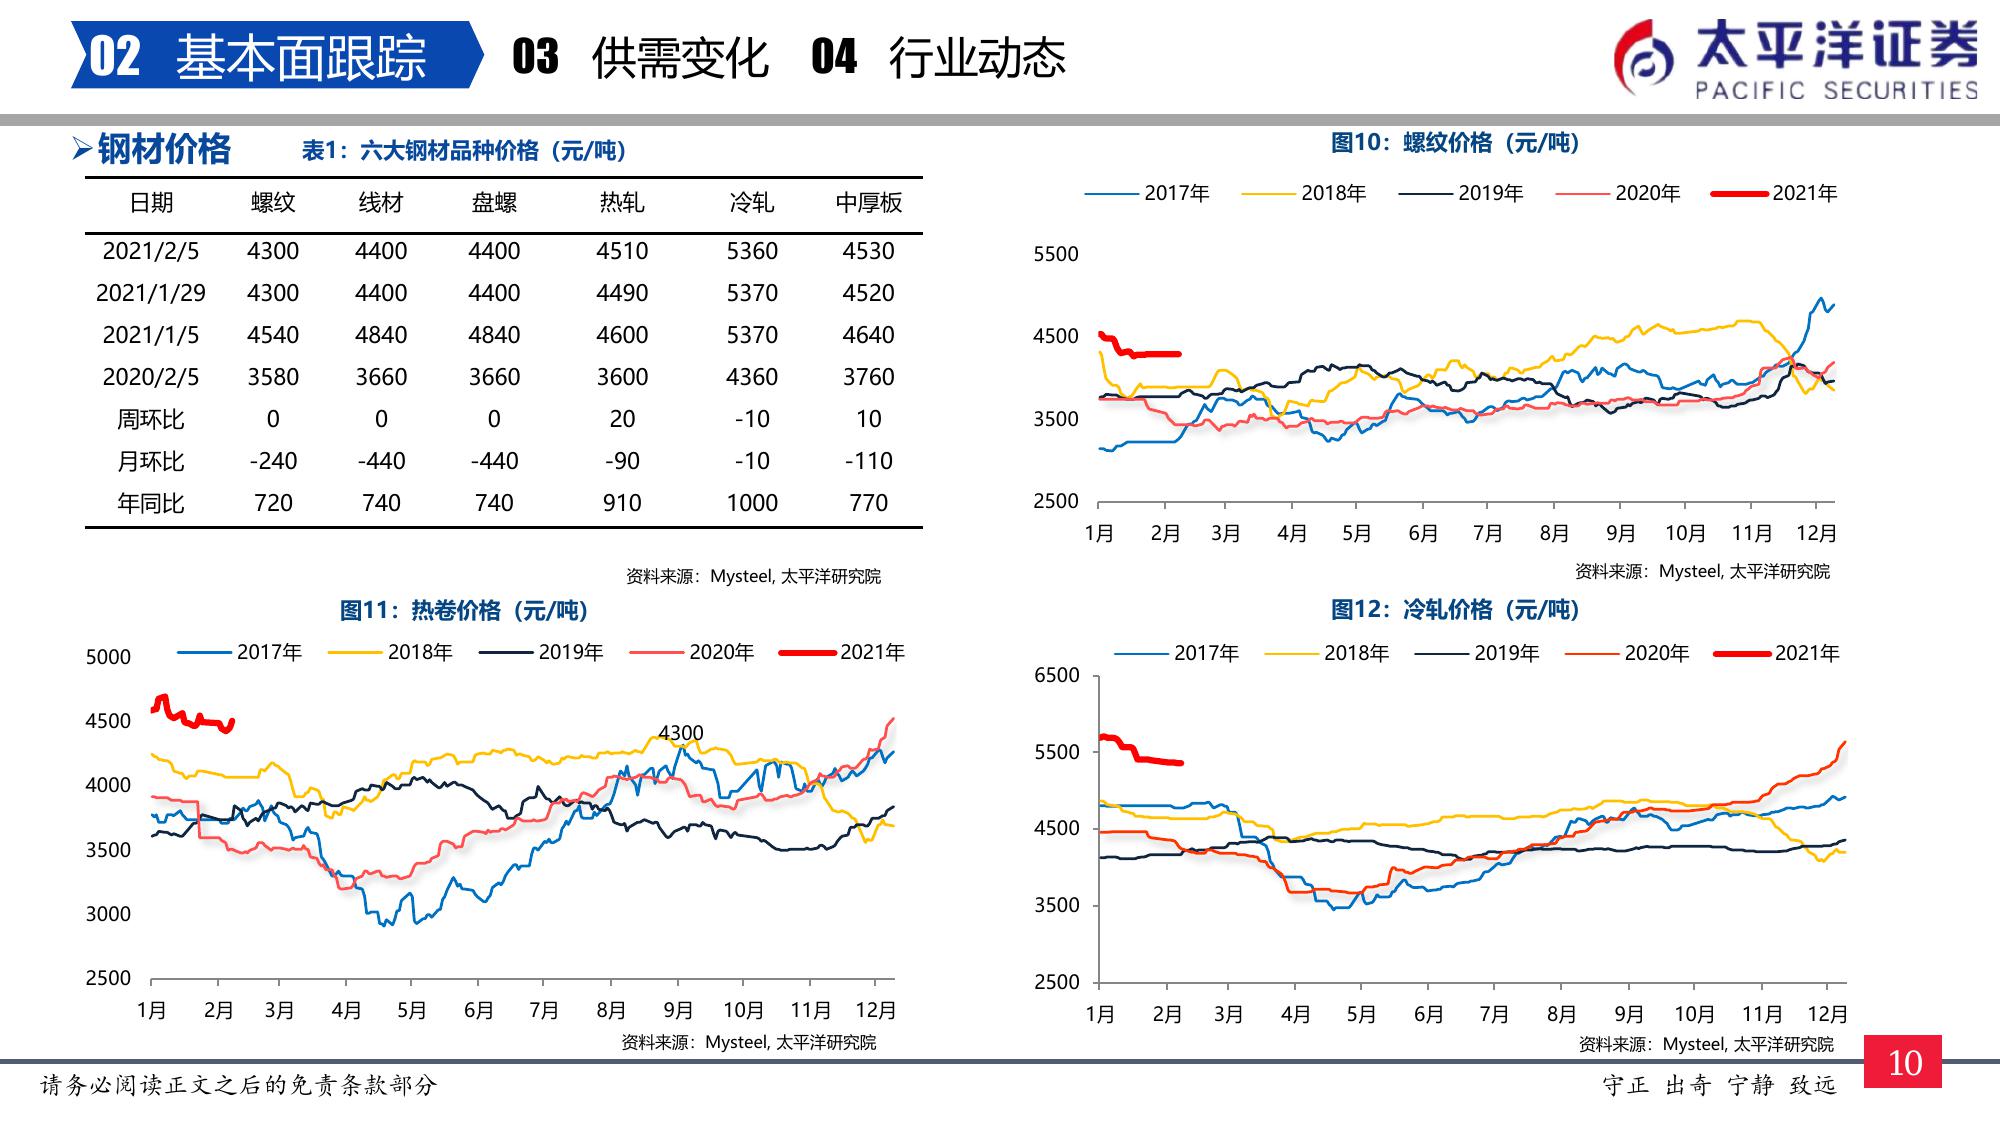 02 基本面跟踪 03 供需变化 04 行业动态
太平洋证券
PACIFIC SECURITIES
➢钢材价格
表1：六大钢材品种价格（元/吨）
日期 螺纹 线材 盘螺 热轧 冷轧 中厚板
2021/2/5 4300 4400 4400 4510 5360 4530
2021/1/29 4300 4400 4400 4490 5370 4520
2021/1/5 4540 4840 4840 4600 5370 4640
2020/2/5 3580 3660 3660 3600 4360 3760
周环比 0 0 0 20 -10 10
月环比 -240 -440 -440 -90 -10 -110
年同比 720 740 740 910 1000 770
资料来源：Mysteel, 太平洋研究院
图10：螺纹价格（元/吨）
2017年 2018年 2019年 2020年 2021年
5500
4500
3500
2500
1月 2月 3月 4月 5月 6月 7月 8月 9月 10月 11月 12月
资料来源：Mysteel, 太平洋研究院
图11：热卷价格（元/吨）
2017年 2018年 2019年 2020年 2021年
5000
4500
4300
4000
3500
3000
2500
1月 2月 3月 4月 5月 6月 7月 8月 9月 10月 11月 12月
资料来源：Mysteel, 太平洋研究院
图12：冷轧价格（元/吨）
2017年 2018年 2019年 2020年 2021年
6500
5500
4500
3500
2500
1月 2月 3月 4月 5月 6月 7月 8月 9月 10月 11月 12月
资料来源：Mysteel, 太平洋研究院
10
请务必阅读正文之后的免责条款部分
守正 出奇 宁静 致远